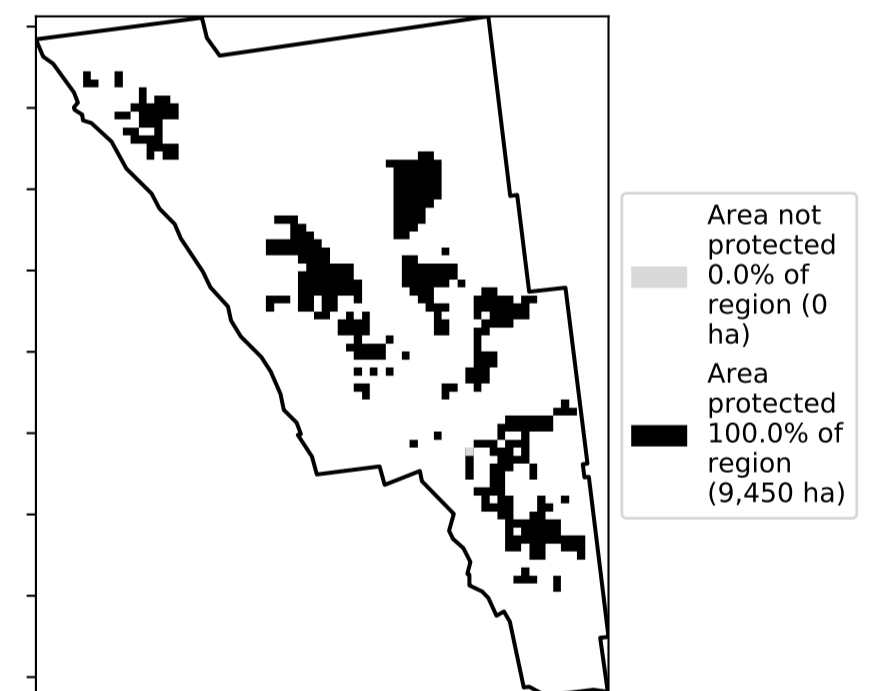 Area not
protected
0.0% of
region (0
ha)
Area
protected
100.0% of
region
(9,450 ha)